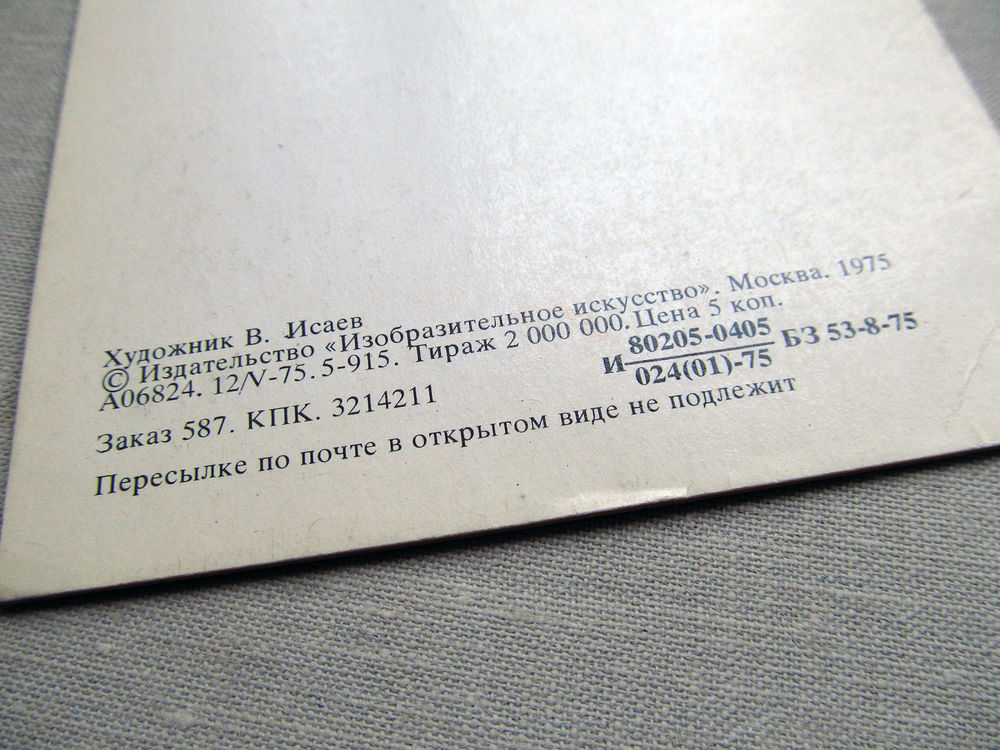 Художник В. Исаев
© Издательство «Изобразительное искусство». Москва. 1975
А06824. 12/V-75. 5-915. Тираж 2 000 000. Цена 5 коп.
Заказ 587. КПК. 3214211
И 80205-0405 БЗ 53-8-75
024(01)-75
Пересылке по почте в открытом виде не подлежит